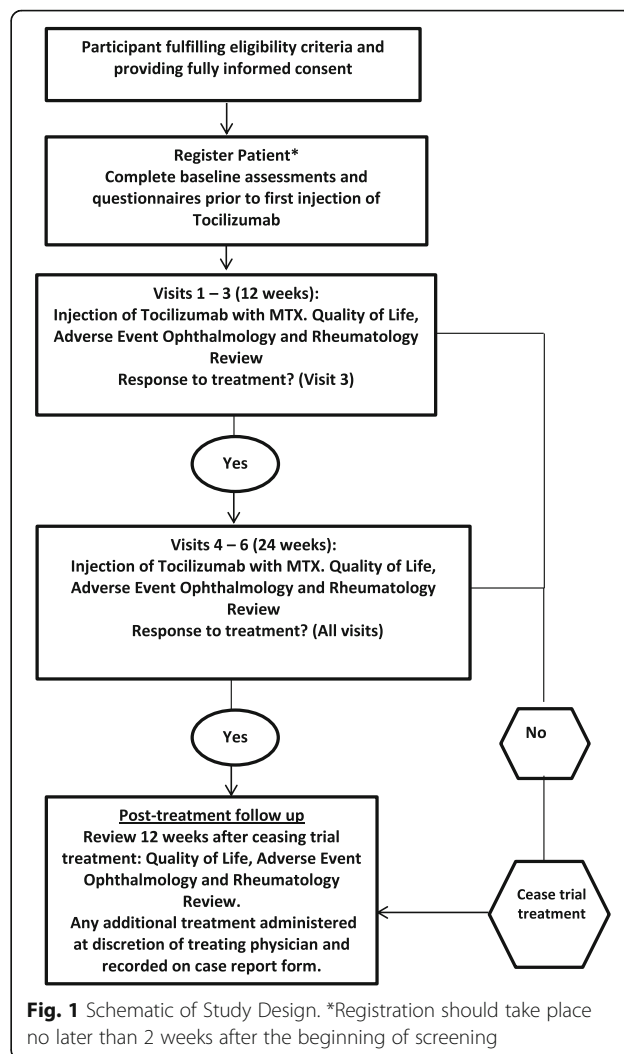 Participant fulfilling eligibility criteria and
providing fully informed consent
Register Patient*
Complete baseline assessments and
questionnaires prior to first injection of
Tocilizumab
Visits 1 – 3 (12 weeks):
Injection of Tocilizumab with MTX. Quality of Life,
Adverse Event Ophthalmology and Rheumatology
Review
Response to treatment? (Visit 3)
Yes
Visits 4 – 6 (24 weeks):
Injection of Tocilizumab with MTX. Quality of Life,
Adverse Event Ophthalmology and Rheumatology
Review
Response to treatment? (All visits)
Yes
No
Post-treatment follow up
Review 12 weeks after ceasing trial
treatment: Quality of Life, Adverse Event
Ophthalmology and Rheumatology
Review.
Any additional treatment administered
at discretion of treating physician and
recorded on case report form.
Cease trial
treatment
Fig. 1 Schematic of Study Design. *Registration should take place
no later than 2 weeks after the beginning of screening